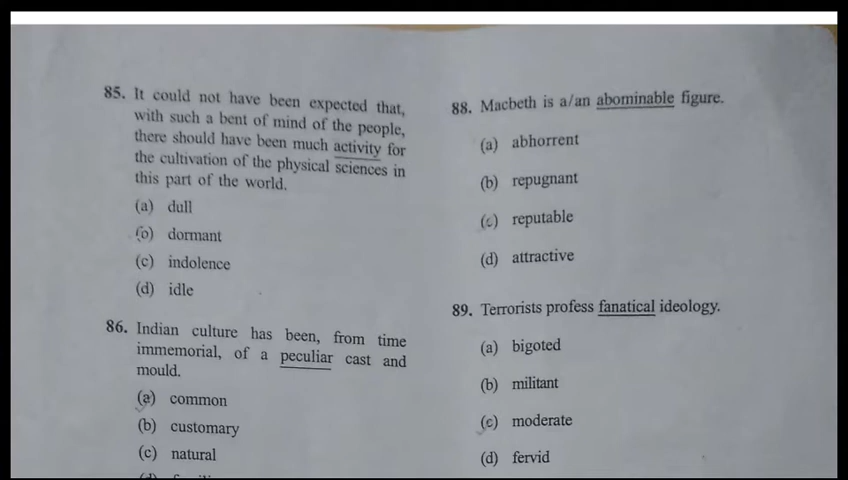 85. It could not have been expected that,
with such a bent of mind of the people,
there should have been much activity for
the cultivation of the physical sciences in
this part of the world.
(a) dull
(b) dormant
(c) indolence
(d) idle
86. Indian culture has been, from time
immemorial, of a peculiar cast and
mould.
(a) common
(b) customary
(c) natural
(d)
88. Macbeth is a/an abominable figure.
(a) abhorrent
(b) repugnant
(c) reputable
(d) attractive
89. Terrorists profess fanatical ideology.
(a) bigoted
(b) militant
(c) moderate
(d) fervid